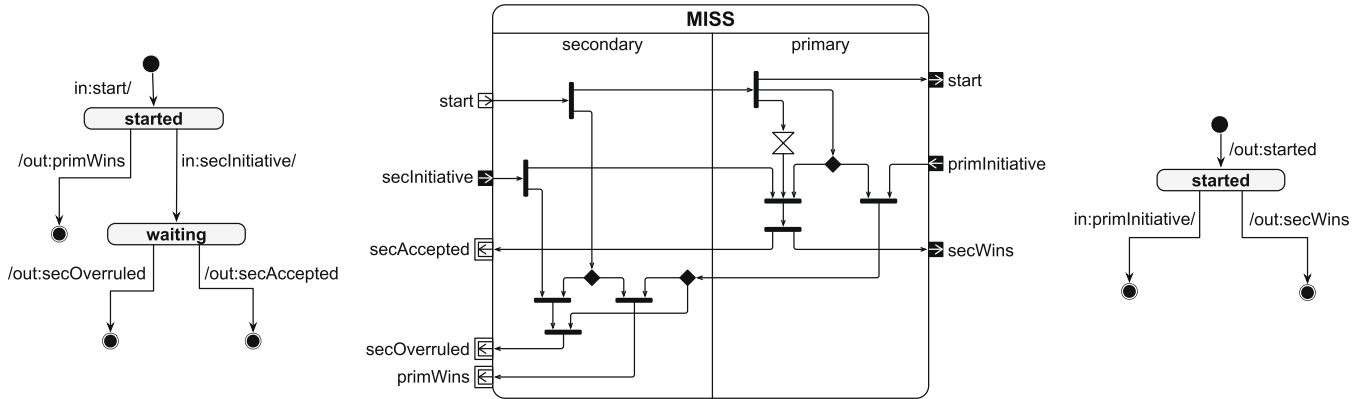 in:start/
started
/out:primWins
in:secInitiative/
waiting
/out:secOverruled
/out:secAccepted
MISS
secondary
primary
start
start
secInitiative
primInitiative
secAccepted
secWins
secOverruled
primWins
/out:started
started
in:primInitiative/
/out:secWins